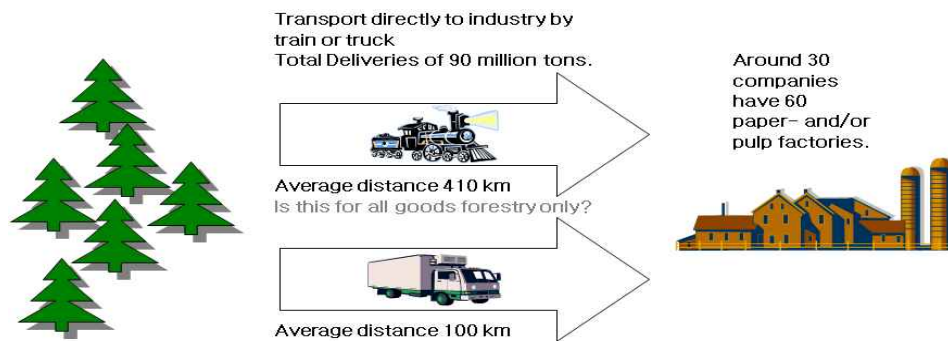 Transport directly to industry by
train or truck
Total Deliveries of 90 million tons.
Average distance 410 km
Is this for all goods forestry only?
Average distance 100 km
Around 30
companies
have 60
paper- and/or
pulp factories.